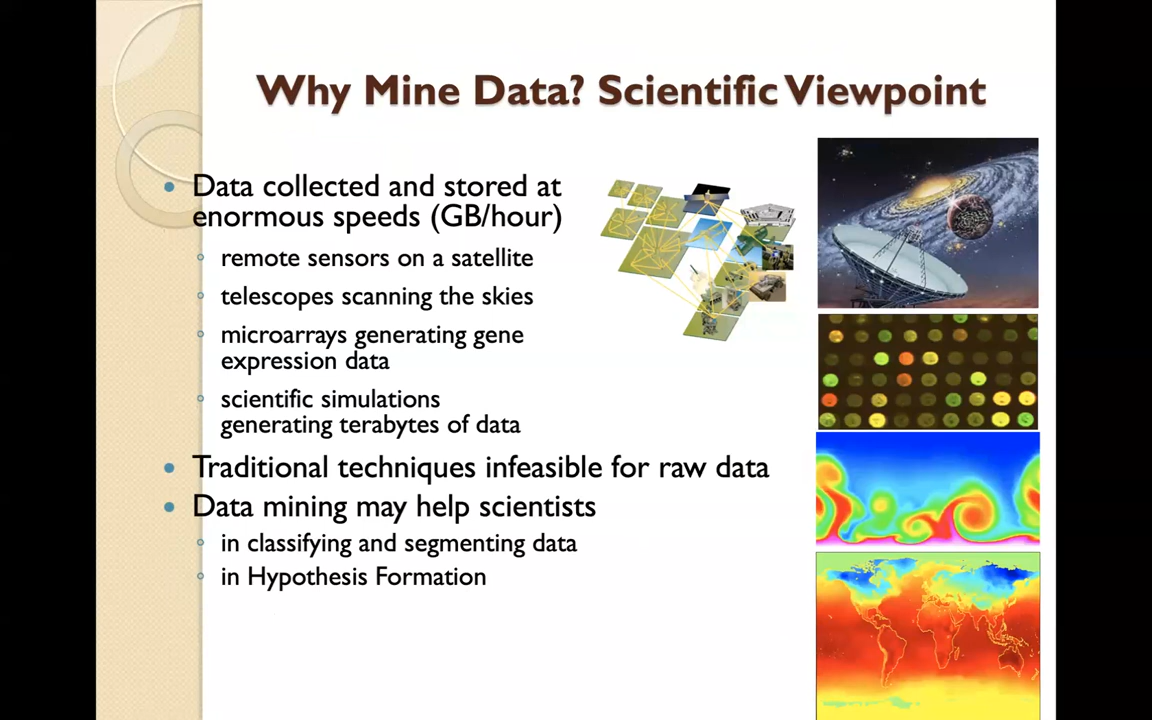 Why Mine Data? Scientific Viewpoint
Data collected and stored at
enormous speeds (GB/hour)
remote sensors on a satellite
telescopes scanning the skies
microarrays generating gene
expression data
scientific simulations
generating terabytes of data
Traditional techniques infeasible for raw data
Data mining may help scientists
in classifying and segmenting data
in Hypothesis Formation